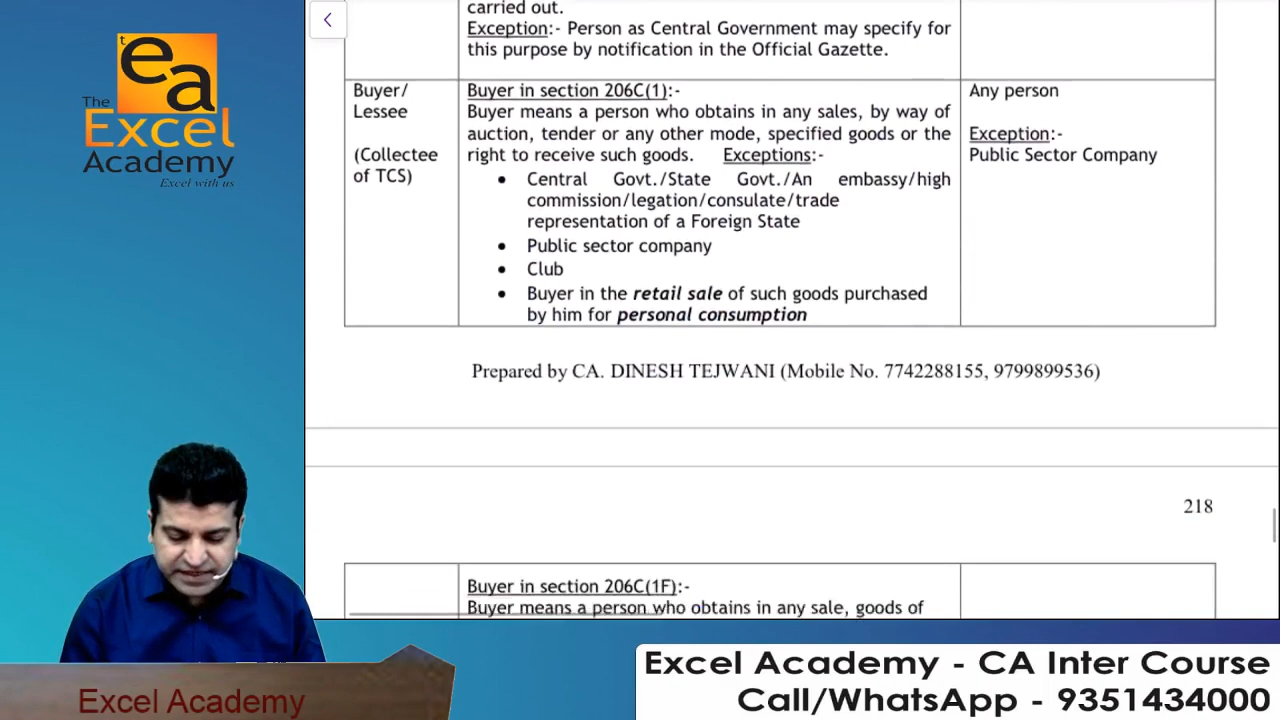 t
ea
The
Excel
Academy
Excel with us
carried out.
Exception:- Person as Central Government may specify for
this purpose by notification in the Official Gazette.
Buyer/
Lessee
(Collectee
of TCS)
Buyer in section 206C(1):-
Buyer means a person who obtains in any sales, by way of
auction, tender or any other mode, specified goods or the
right to receive such goods. Exceptions:-
• Central Govt./State Govt./An embassy/high
commission/legation/consulate/trade
representation of a Foreign State
• Public sector company
• Club
• Buyer in the retail sale of such goods purchased
by him for personal consumption
Any person
Exception:-
Public Sector Company
Prepared by CA. DINESH TEJWANI (Mobile No. 7742288155, 9799899536)
218
Buyer in section 206C(1F):-
Buyer means a person who obtains in any sale, goods of
Excel Academy
Excel Academy - CA Inter Course
Call/WhatsApp - 9351434000